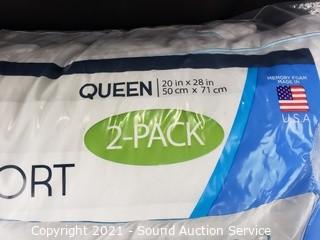 QUEEN
20 in x 28 in
50 cm x 71 cm
MEMORY FOAM
MADE IN
USA
2-PACK
ORT
Copyright 2021 - Sound Auction Service